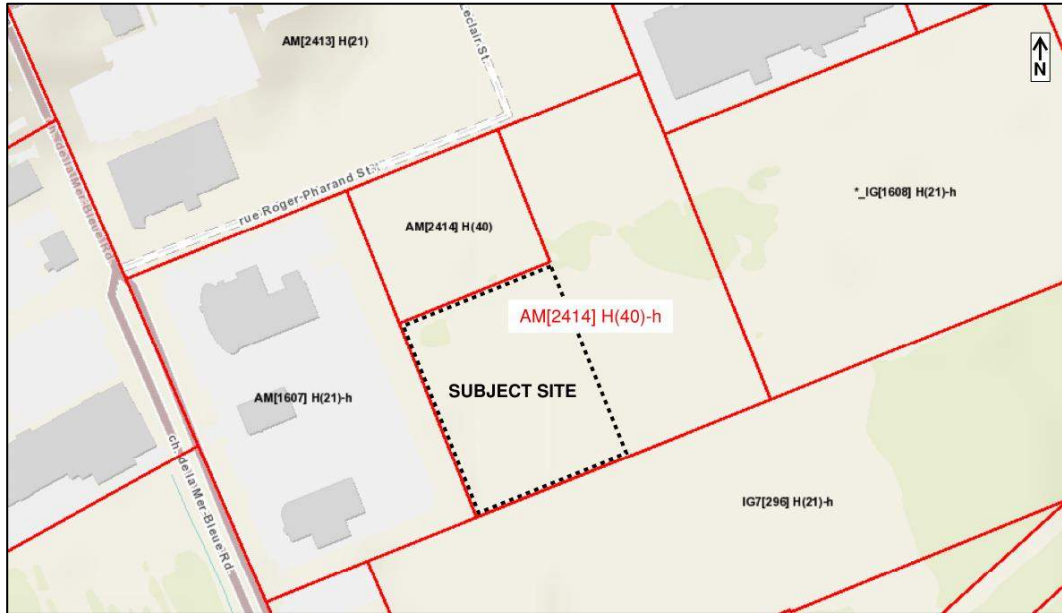 AM[2413] H(21)
Leclair St.
N
rue Roger-Pharand St.
AM[2414] H(40)
*_IG[1608] H(21)-h
ch. de la Mer-Bleue Rd
AM[2414] H(40)-h
SUBJECT SITE
AM[1607] H(21)-h
ch. de la Mer-Bleue Rd
IG7[296] H(21)-h